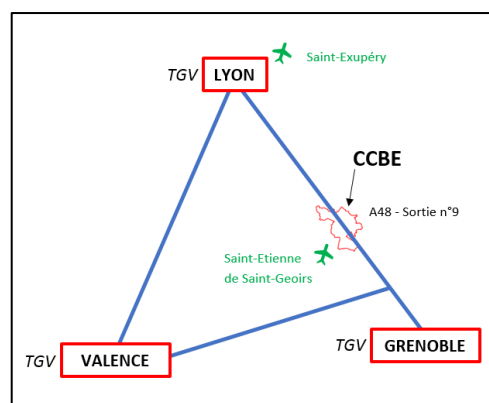 Saint-Exupéry
TGV LYON
CCBE
A48 - Sortie n°9
Saint-Etienne
de Saint-Geoirs
TGV VALENCE
TGV GRENOBLE